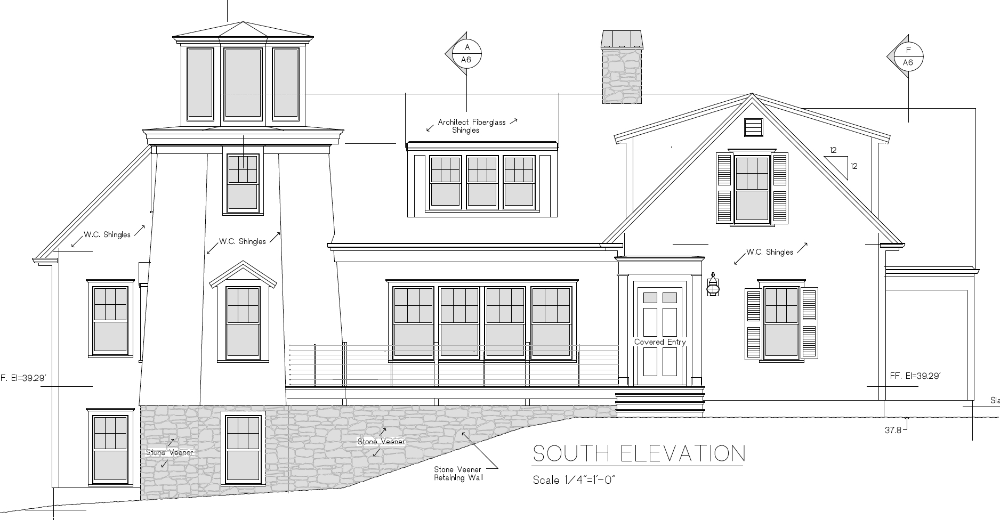 A
A6
F
A6
Architect Fiberglass
Shingles
12
12
W.C. Shingles
W.C. Shingles
W.C. Shingles
Covered Entry
F. El=39.29'
FF. El=39.29'
Sla
37.8
Stone Veener
Stone Veener
Stone Veener
Retaining Wall
SOUTH ELEVATION
Scale 1/4"=1'-0"